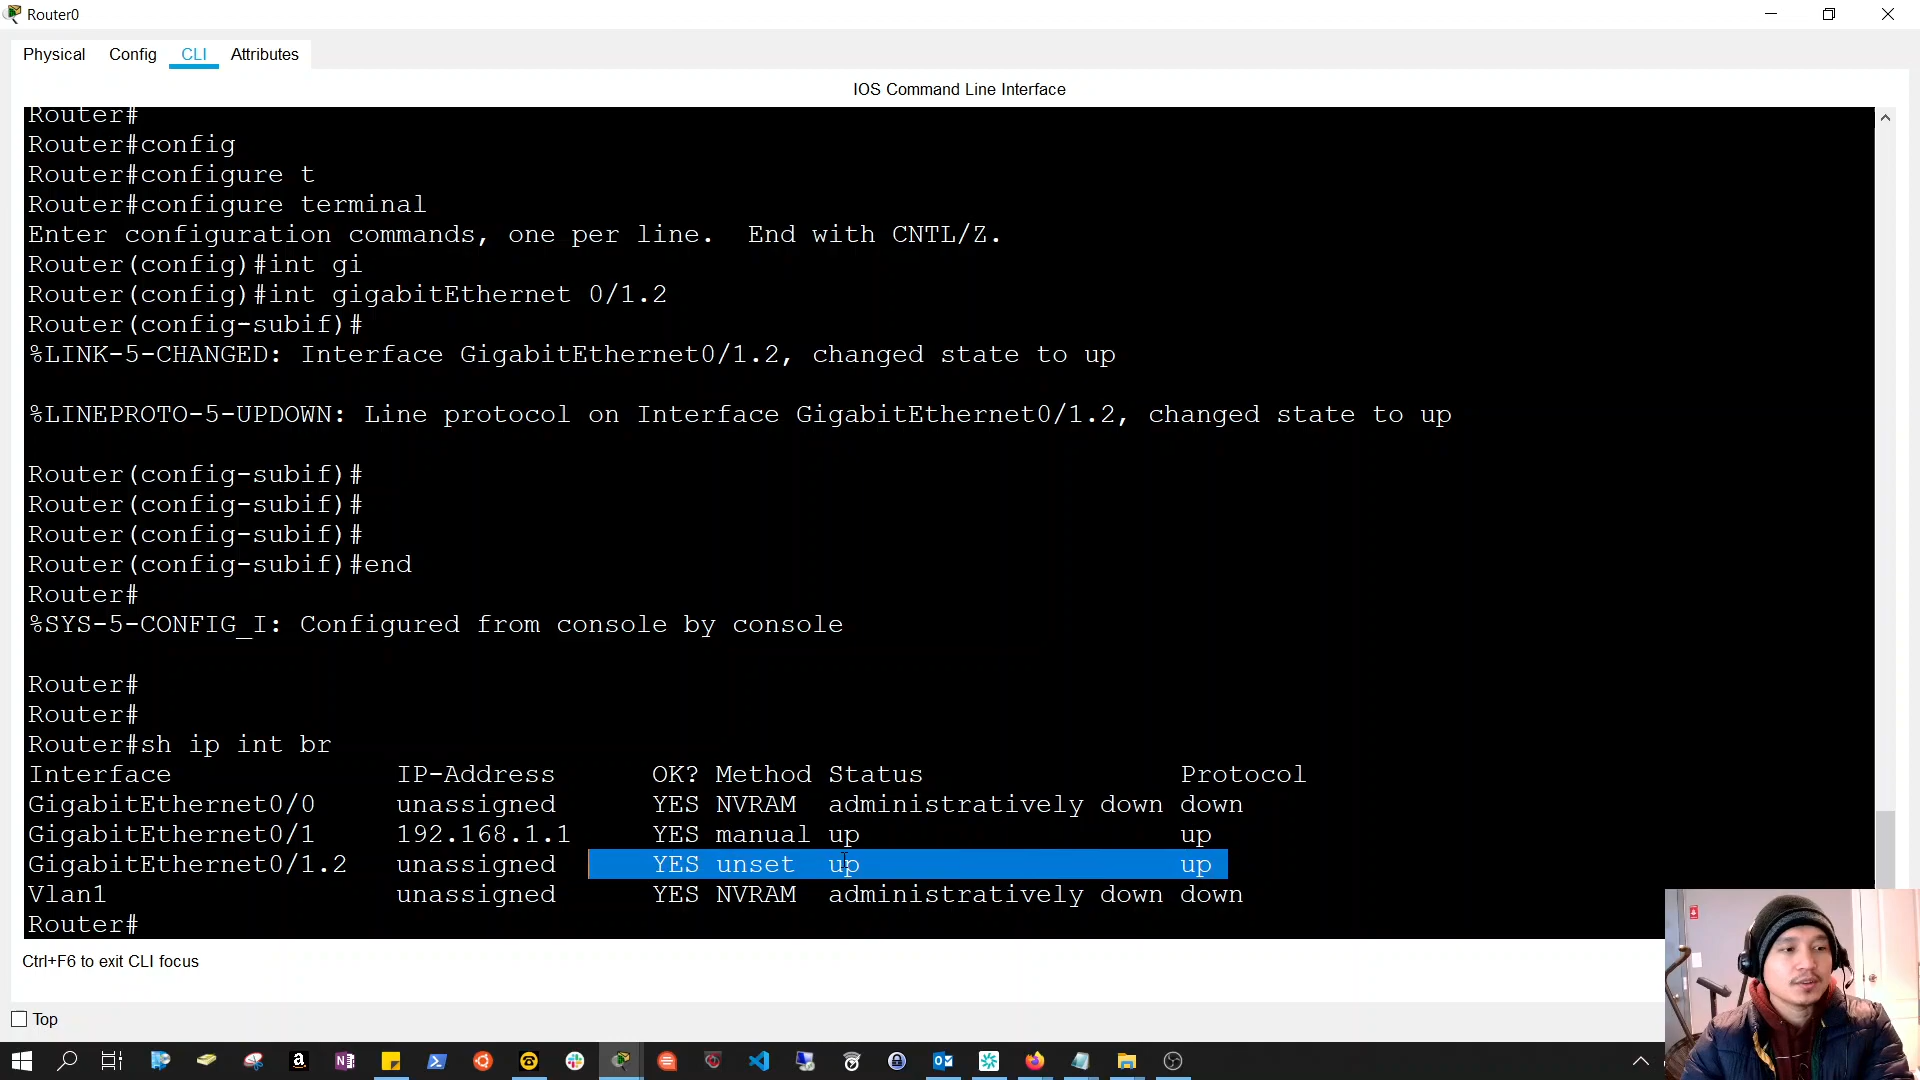 Router0
Physical Config CLI Attributes
IOS Command Line Interface
Router#
Router#config
Router#configure t
Router#configure terminal
Enter configuration commands, one per line.  End with CNTL/Z.
Router(config)#int gi
Router(config)#int gigabitEthernet 0/1.2
Router(config-subif)#
%LINK-5-CHANGED: Interface GigabitEthernet0/1.2, changed state to up
%LINEPROTO-5-UPDOWN: Line protocol on Interface GigabitEthernet0/1.2, changed state to up
Router(config-subif)#
Router(config-subif)#
Router(config-subif)#
Router(config-subif)#end
Router#
%SYS-5-CONFIG_I: Configured from console by console
Router#
Router#
Router#sh ip int br
Interface IP-Address OK? Method Status Protocol
GigabitEthernet0/0 unassigned YES NVRAM administratively down down
GigabitEthernet0/1 192.168.1.1 YES manual up up
GigabitEthernet0/1.2 unassigned YES unset up up
Vlan1 unassigned YES NVRAM administratively down down
Router#
Ctrl+F6 to exit CLI focus
Top